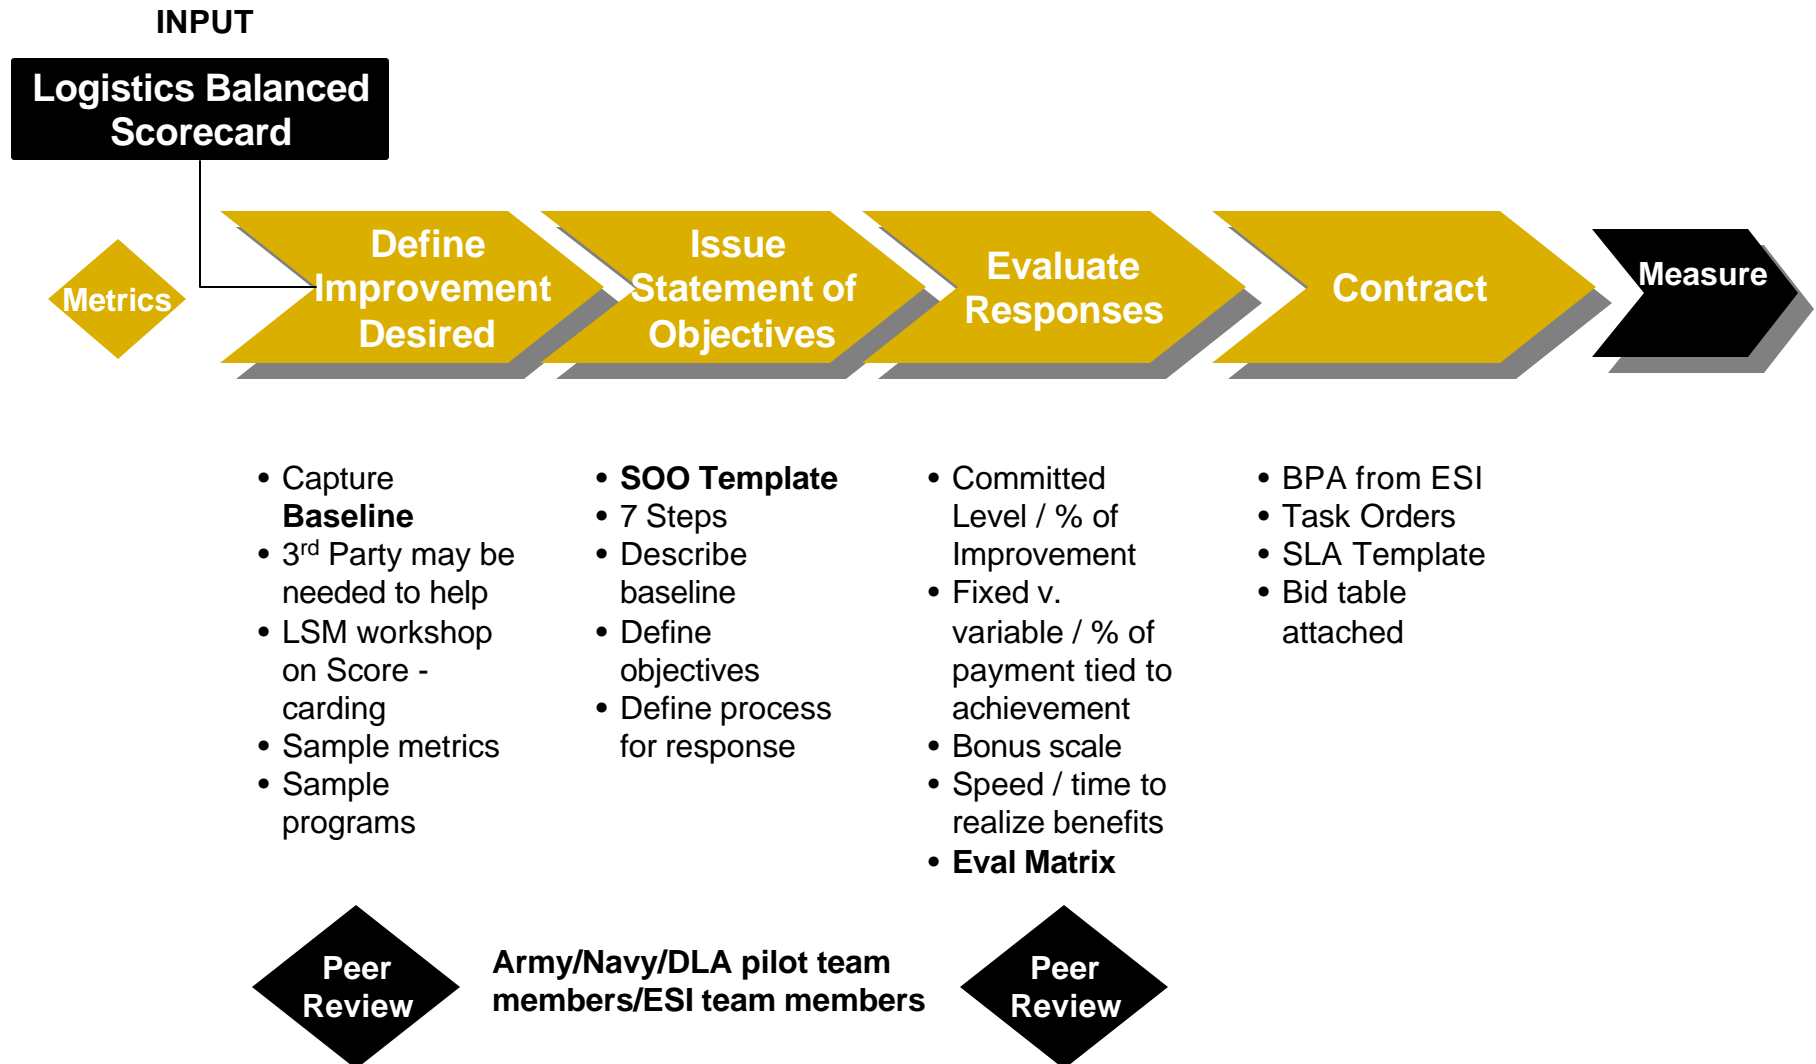 INPUT
Logistics Balanced
Scorecard
Metrics
Define
Improvement
Desired
Issue
Statement of
Objectives
Evaluate
Responses
Contract
Measure
• Capture
Baseline
• 3rd Party may be
needed to help
• LSM workshop
on Score -
carding
• Sample metrics
• Sample
programs
• SOO Template
• 7 Steps
• Describe
baseline
• Define
objectives
• Define process
for response
• Committed
Level / % of
Improvement
• Fixed v.
variable / % of
payment tied to
achievement
• Bonus scale
• Speed / time to
realize benefits
• Eval Matrix
• BPA from ESI
• Task Orders
• SLA Template
• Bid table
attached
Peer
Review
Army/Navy/DLA pilot team
members/ESI team members
Peer
Review